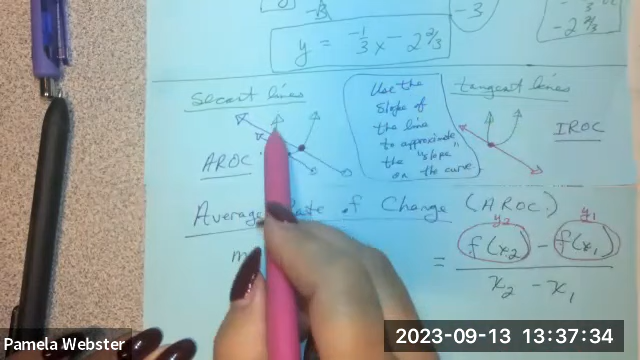 -3
- 2 2/3
y = -1/3 x - 2 2/3
Secant lines
tangent lines
Use the
slope of
the line
to approximate
the "slope"
on the curve
AROC
IROC
Average Rate of Change (AROC)
y2 y1
m = f(x2) - f(x1)
x2 - x1
Pamela Webster
2023-09-13 13:37:34